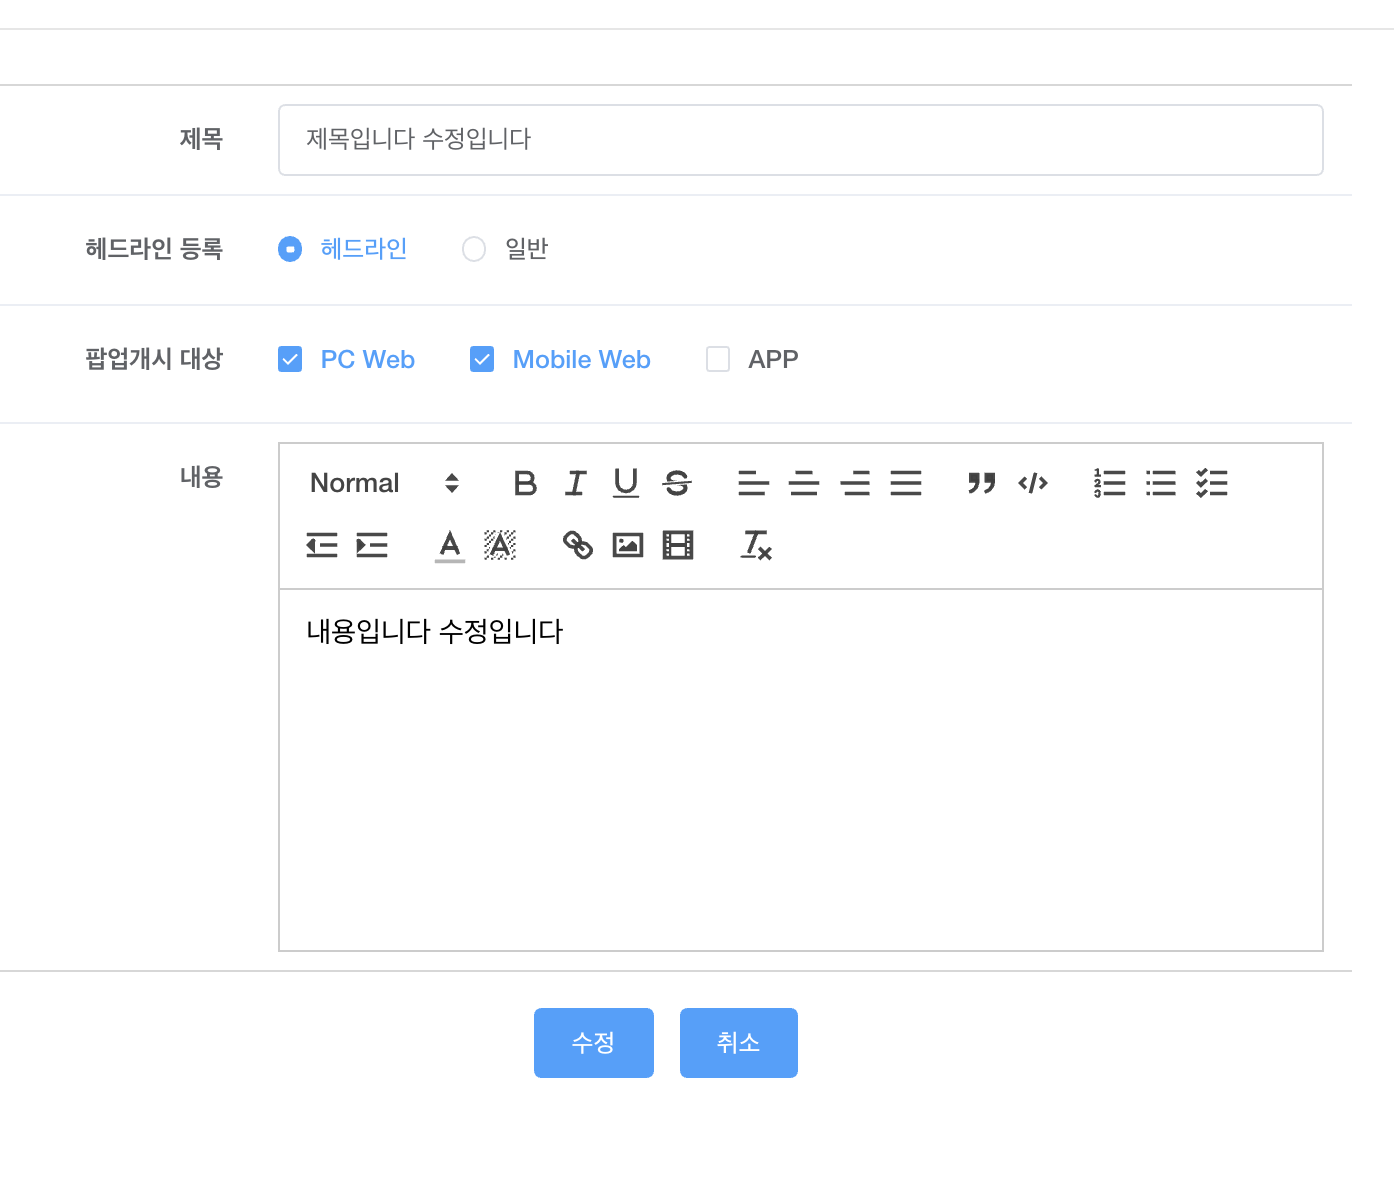 제목
제목입니다 수정입니다
헤드라인 등록
헤드라인
일반
팝업개시 대상
PC Web
Mobile Web
APP
내용
Normal
내용입니다 수정입니다
수정
취소